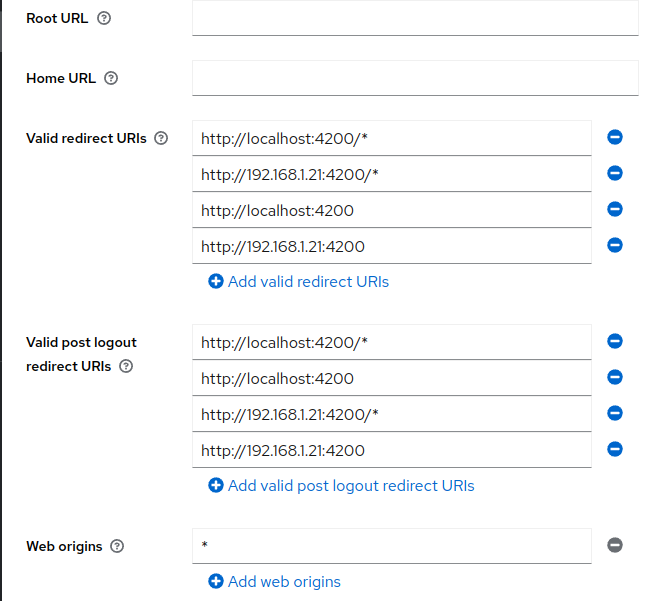 Root URL
Home URL
Valid redirect URIs
http://localhost:4200/*
http://192.168.1.21:4200/*
http://localhost:4200
http://192.168.1.21:4200
Add valid redirect URIs
Valid post logout
redirect URIs
http://localhost:4200/*
http://localhost:4200
http://192.168.1.21:4200/*
http://192.168.1.21:4200
Add valid post logout redirect URIs
Web origins
*
Add web origins